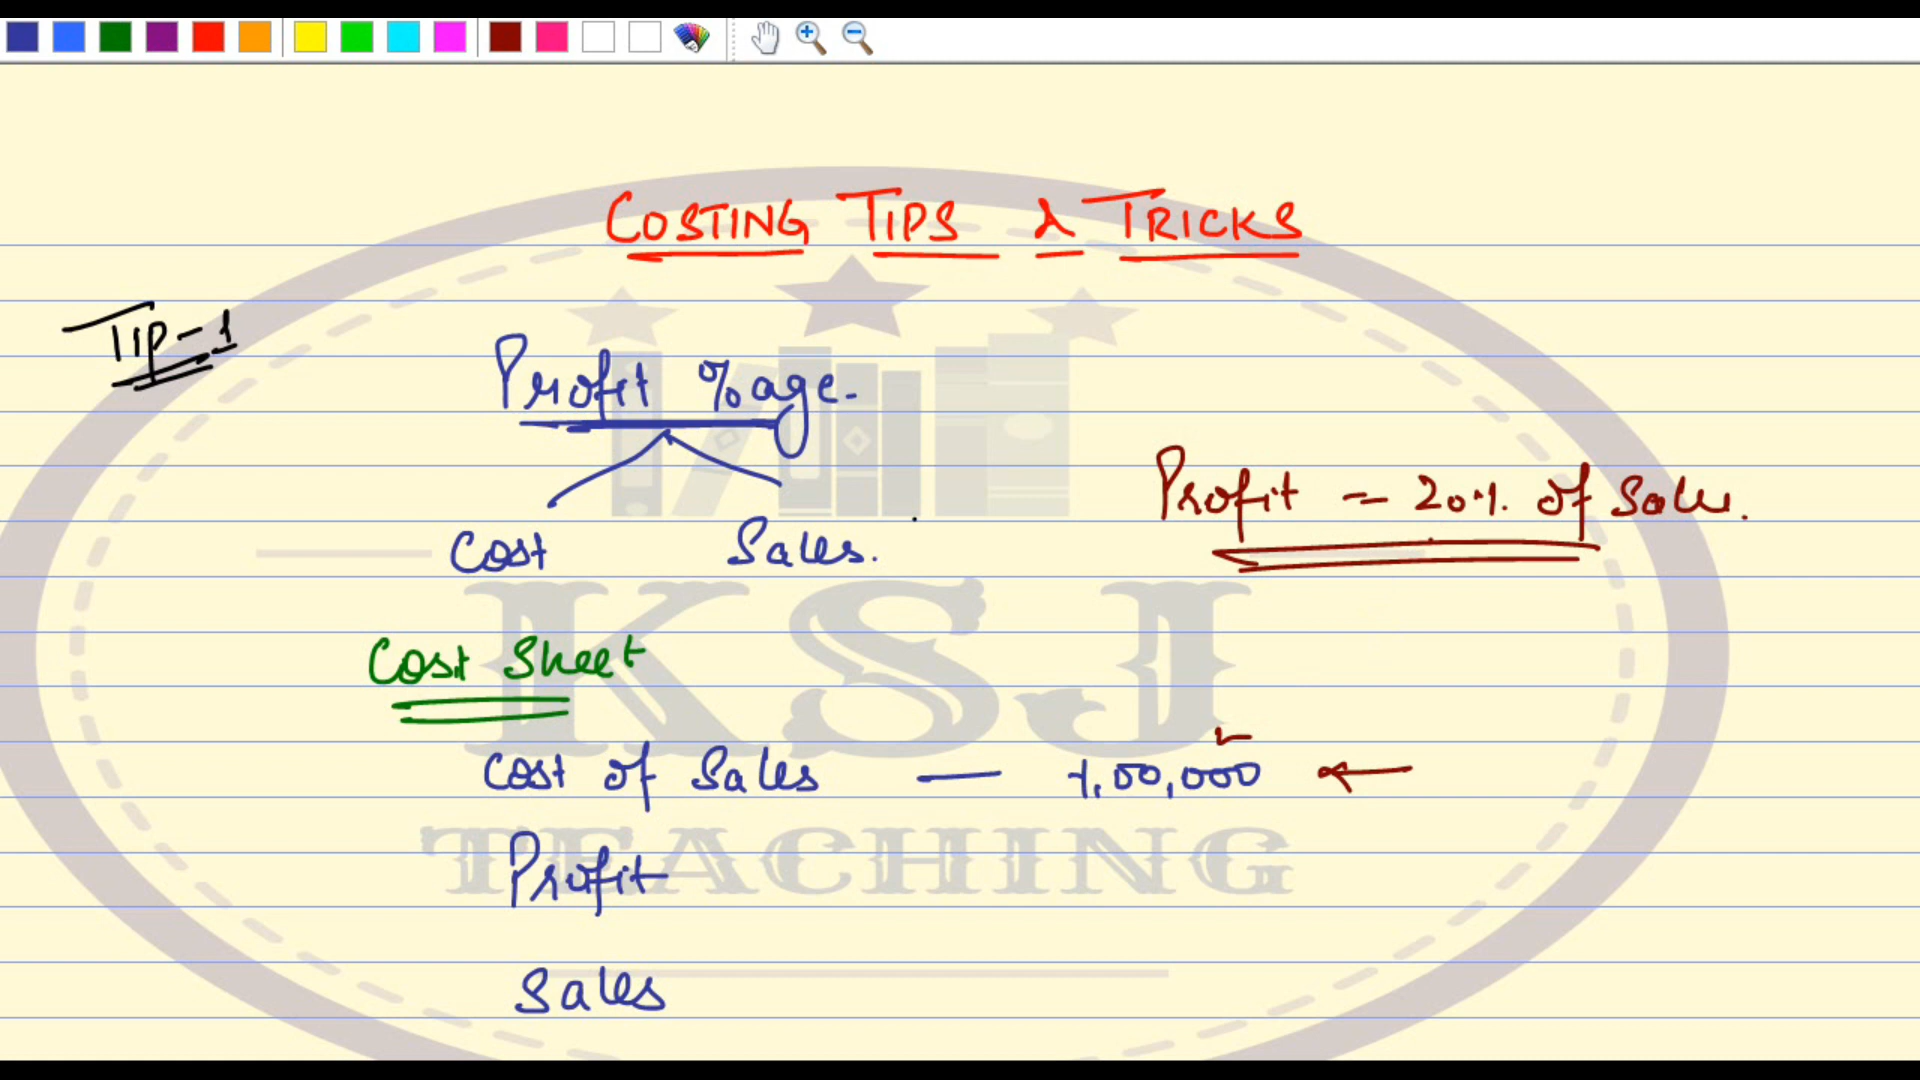 COSTING TIPS & TRICKS
TIP-1
Profit %age.
Profit = 20% of Sales.
Cost Sales.
KSJ
Cost Sheet
Cost of Sales — 1,00,000
TEACHING
Profit
Sales